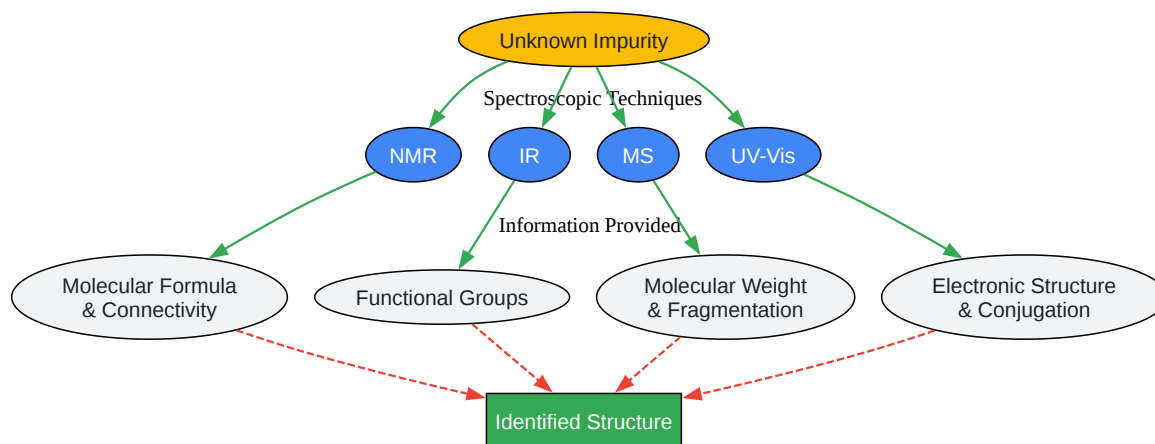 Unknown Impurity
Spectroscopic Techniques
NMR
IR
MS
UV-Vis
Information Provided
Molecular Formula
& Connectivity
Functional Groups
Molecular Weight
& Fragmentation
Electronic Structure
& Conjugation
Identified Structure